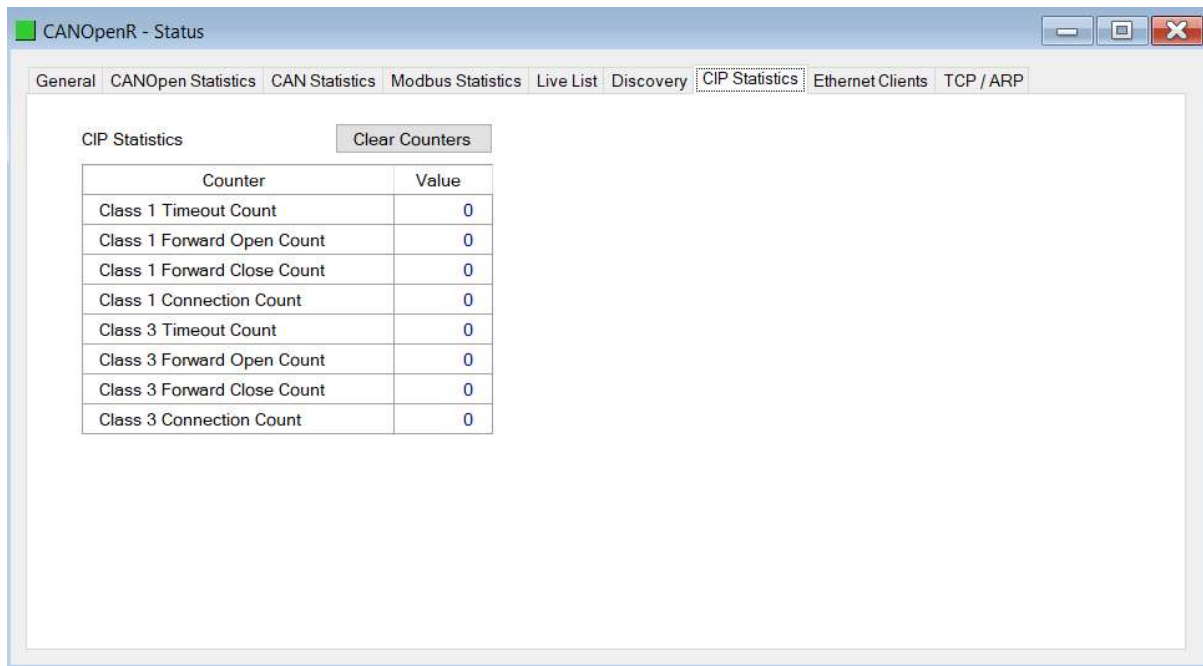 CANOpenR - Status
General CANOpen Statistics CAN Statistics Modbus Statistics Live List Discovery CIP Statistics Ethernet Clients TCP / ARP
CIP Statistics Clear Counters
Counter Value
Class 1 Timeout Count 0
Class 1 Forward Open Count 0
Class 1 Forward Close Count 0
Class 1 Connection Count 0
Class 3 Timeout Count 0
Class 3 Forward Open Count 0
Class 3 Forward Close Count 0
Class 3 Connection Count 0